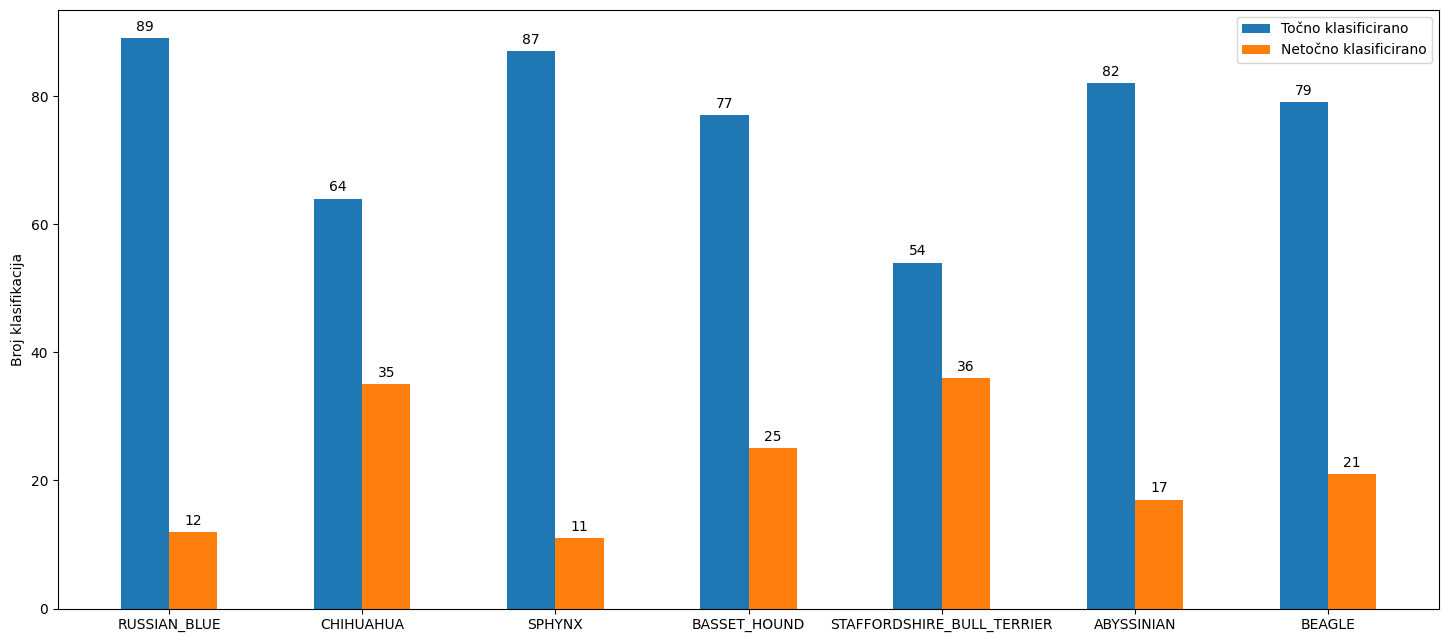 Točno klasificirano
Netočno klasificirano
Broj klasifikacija
80
60
40
20
0
89
12
64
35
87
11
77
25
54
36
82
17
79
21
RUSSIAN_BLUE
CHIHUAHUA
SPHYNX
BASSET_HOUND
STAFFORDSHIRE_BULL_TERRIER
ABYSSINIAN
BEAGLE